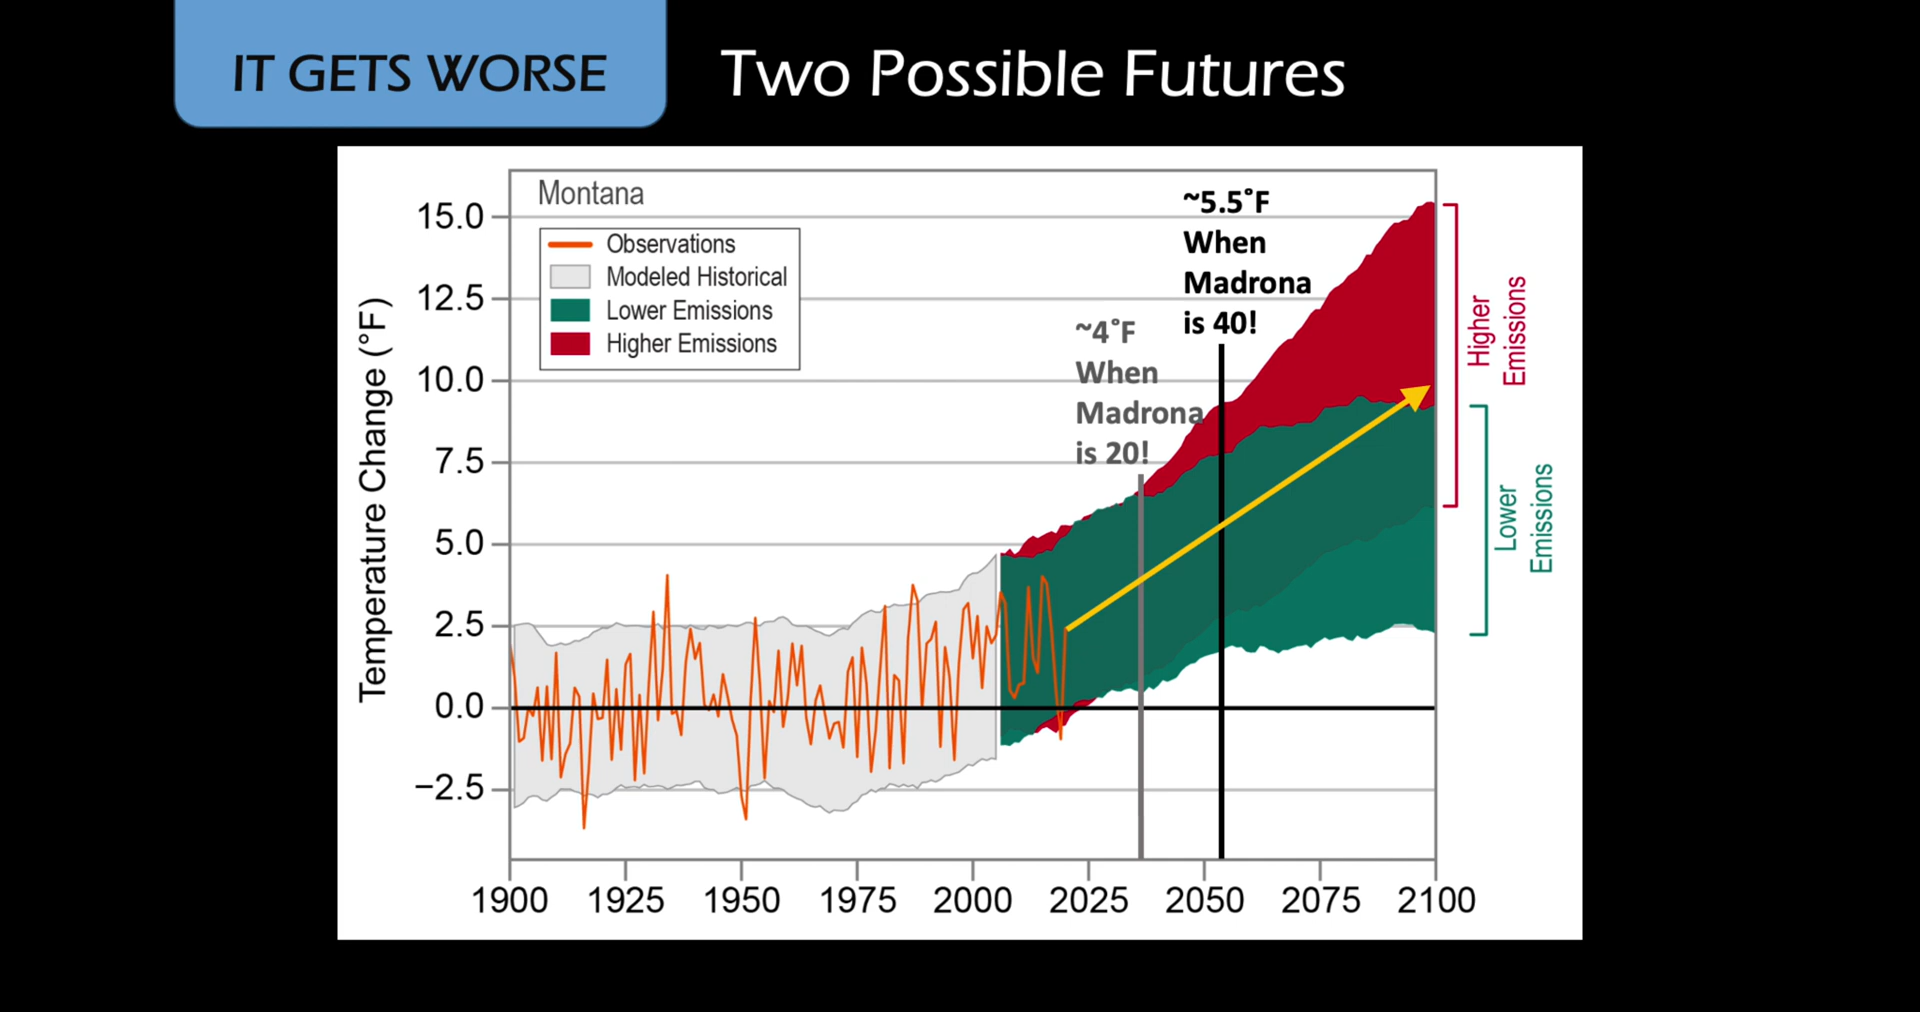 IT GETS WORSE
Two Possible Futures
Montana
Observations
Modeled Historical
Lower Emissions
Higher Emissions
~5.5°F
When
Madrona
is 40!
~4°F
When
Madrona
is 20!
Temperature Change (°F)
15.0
12.5
10.0
7.5
5.0
2.5
0.0
−2.5
1900 1925 1950 1975 2000 2025 2050 2075 2100
Higher
Emissions
Lower
Emissions